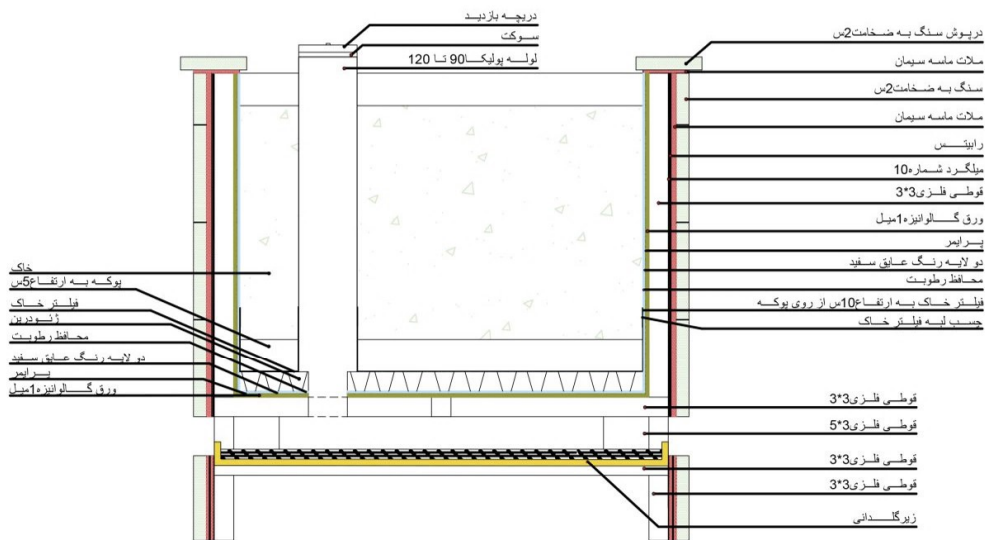 دریچه بازدید
سوکت
لوله پولیکا90 تا 120
درپوش سنگ به ضخامت2س
ملات ماسه سیمان
سنگ به ضخامت2س
ملات ماسه سیمان
رابیتس
میلگرد شماره10
قوطی فلزی3*3
ورق گالوانیزه1میل
پرایمر
دو لایه رنگ عایق سفید
محافظ رطوبت
فیلتر خاک به ارتفاع10س از روی پوکه
چسب لبه فیلتر خاک
خاک
پوکه به ارتفاع5س
فیلتر خاک
ژئودرین
محافظ رطوبت
دو لایه رنگ عایق سفید
پرایمر
ورق گالوانیزه1میل
قوطی فلزی3*3
قوطی فلزی3*5
قوطی فلزی3*3
قوطی فلزی3*3
زیرگلدانی